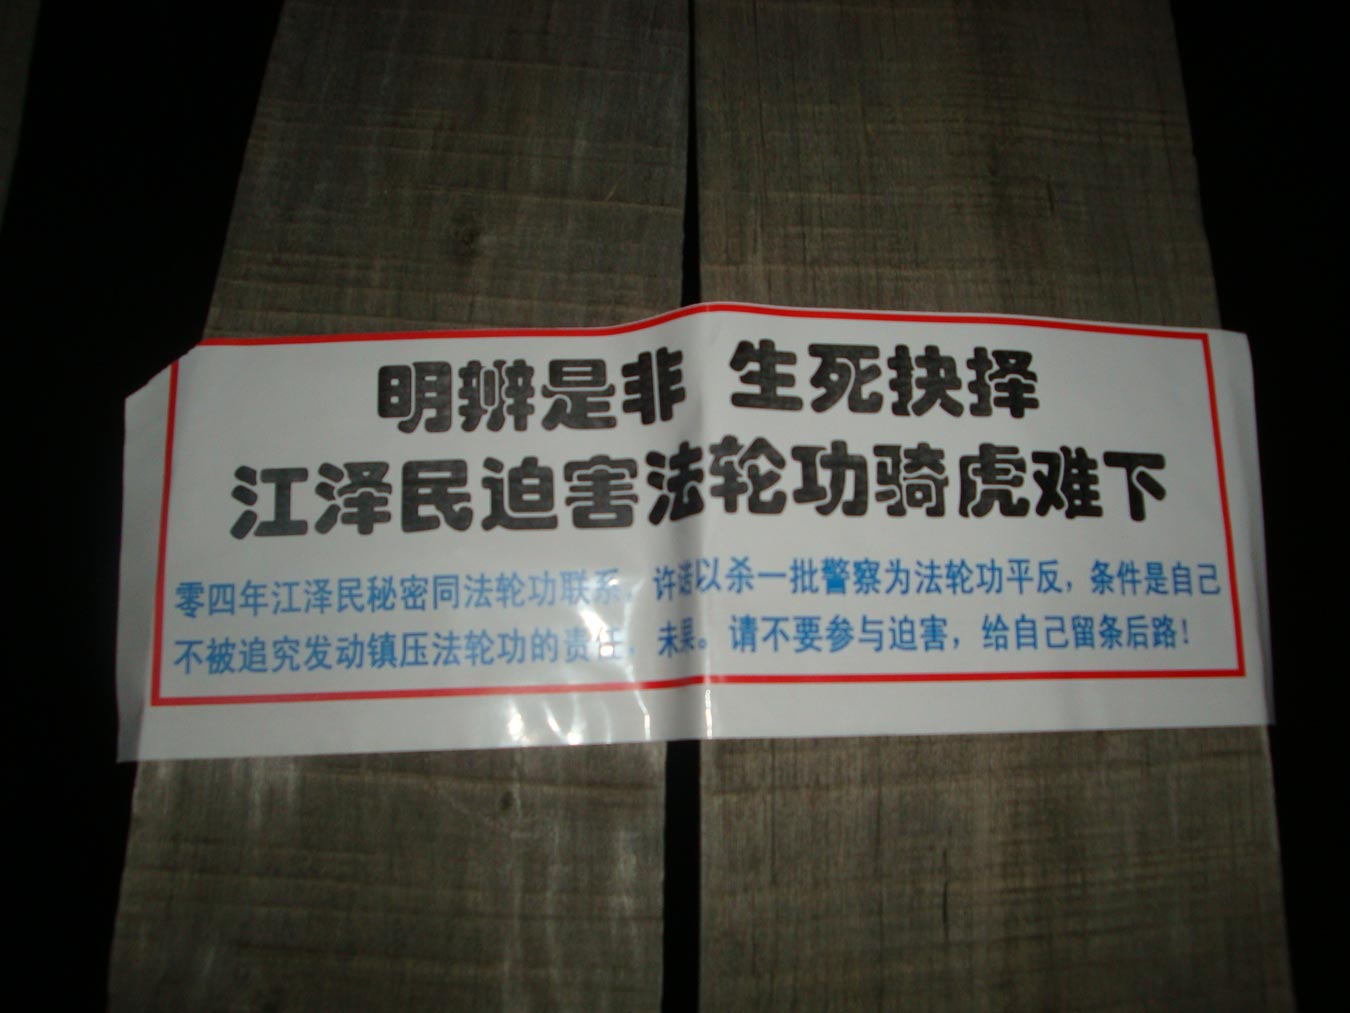 明辨是非 生死抉择
江泽民迫害法轮功骑虎难下
零四年江泽民秘密同法轮功联系，许诺以杀一批警察为法轮功平反，条件是自己
不被追究发动镇压法轮功的责任，未果。请不要参与迫害，给自己留条后路！